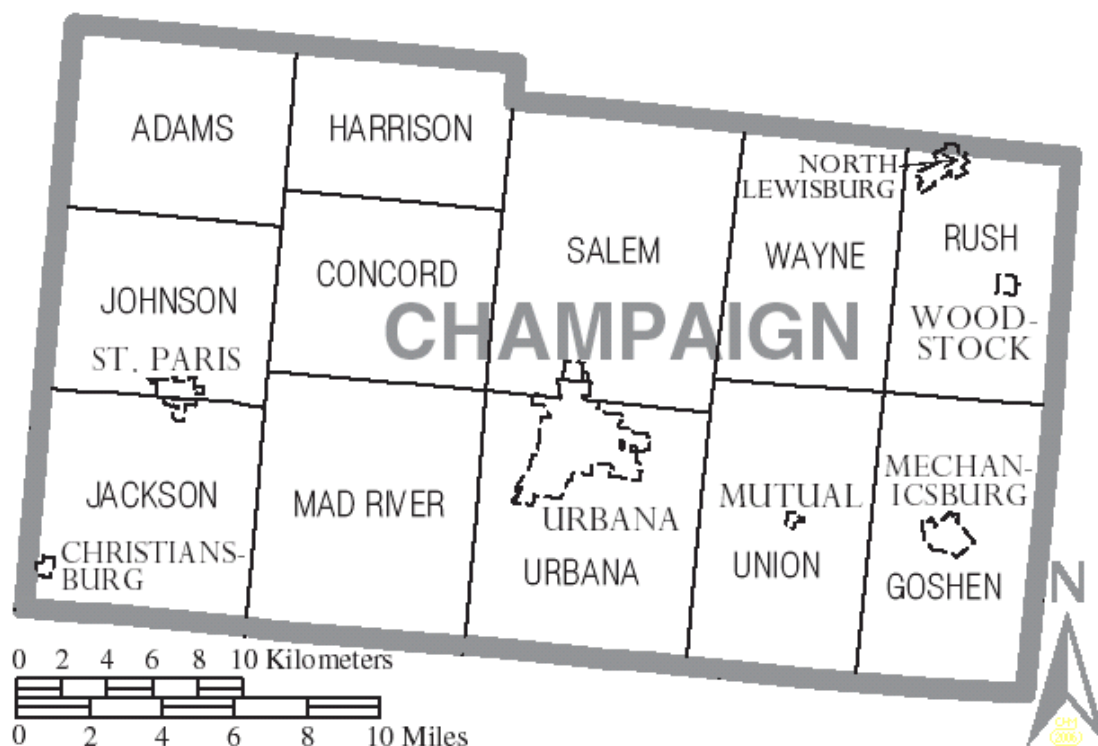 ADAMS
HARRISON
NORTH
LEWISBURG
RUSH
SALEM
WAYNE
CONCORD
JOHNSON
CHAMPAIGN
WOOD-
STOCK
ST. PARIS
MECHAN-
ICSBURG
JACKSON
MAD RIVER
MUTUAL
URBANA
CHRISTIANS-
BURG
URBANA
UNION
GOSHEN
N
0 2 4 6 8 10 Kilometers
0 2 4 6 8 10 Miles
2006